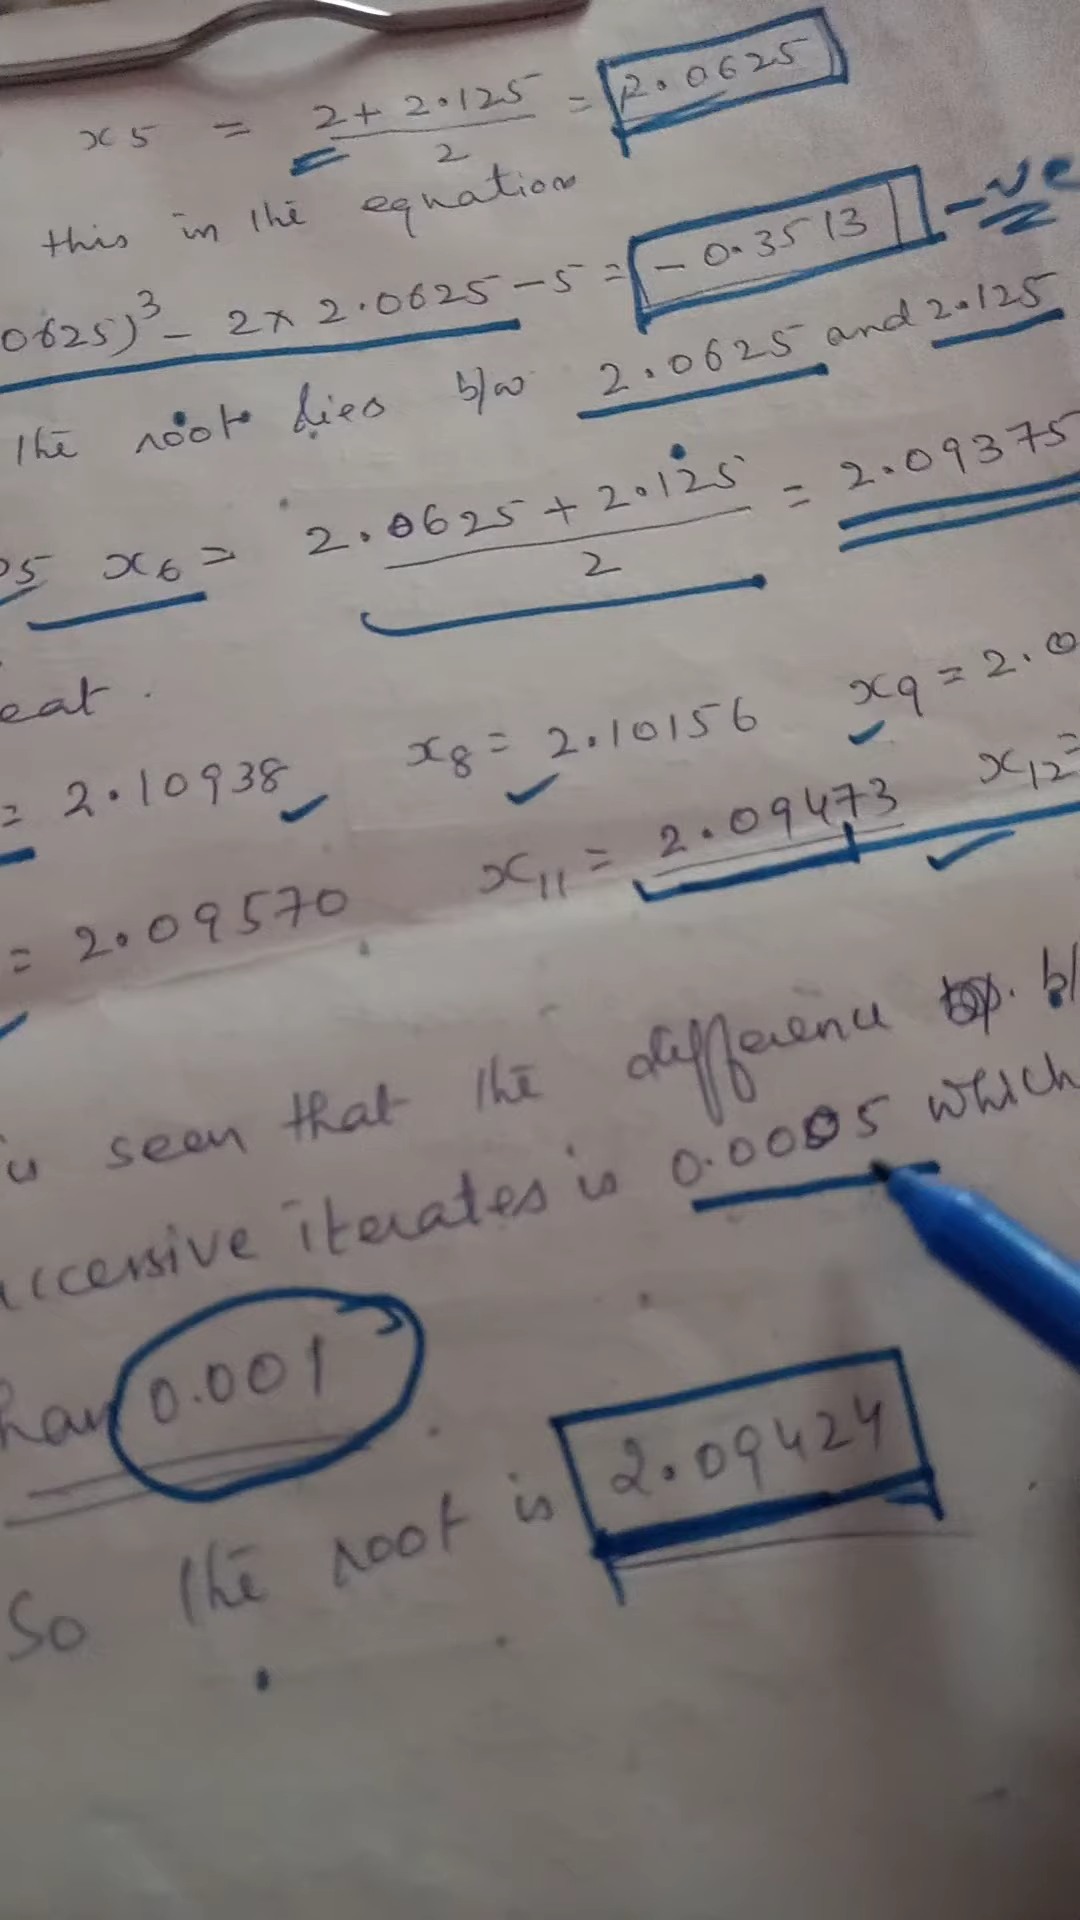 x5 = 2 + 2.125 / 2 = 2.0625
this in the equation
0625)³ - 2 x 2.0625 - 5 = - 0.3513 - ve
the root lies b/w 2.0625 and 2.125
x6 = 2.0625 + 2.125 / 2 = 2.09375
eat.
= 2.10938 x8 = 2.10156 x9 = 2.0
= 2.09570 x11 = 2.09473 x12 =
is seen that the difference b/
uccessive iterates is 0.0005 which
han 0.001.
So the root is 2.09424